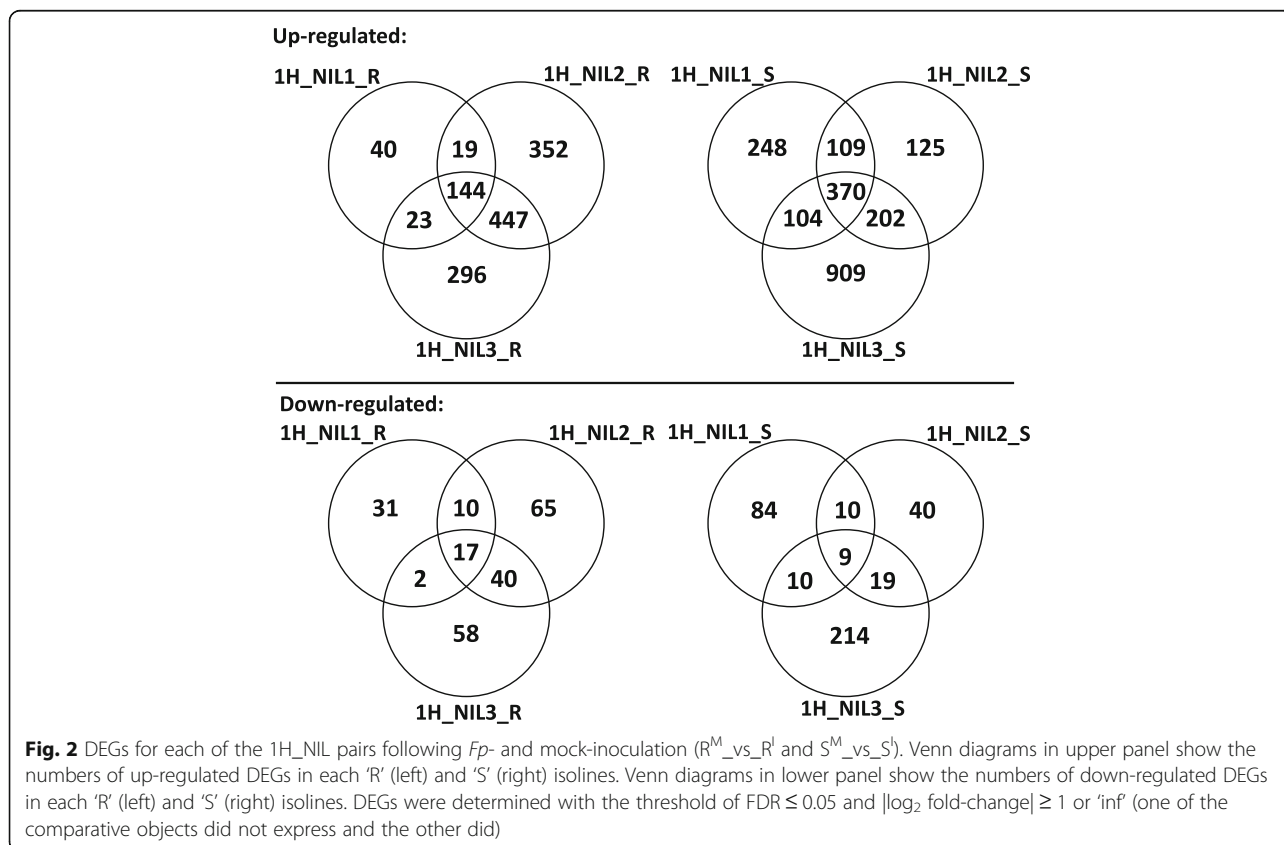 Up-regulated:
1H_NIL1_R
1H_NIL2_R
40
19
352
144
23
447
296
1H_NIL3_R
1H_NIL1_S
1H_NIL2_S
248
109
125
370
104
202
909
1H_NIL3_S
Down-regulated:
1H_NIL1_R
1H_NIL2_R
31
10
65
17
2
40
58
1H_NIL3_R
1H_NIL1_S
1H_NIL2_S
84
10
40
9
10
19
214
1H_NIL3_S
Fig. 2 DEGs for each of the 1H_NIL pairs following Fp- and mock-inoculation (R^M_vs_R^I and S^M_vs_S^I). Venn diagrams in upper panel show the
numbers of up-regulated DEGs in each ‘R’ (left) and ‘S’ (right) isolines. Venn diagrams in lower panel show the numbers of down-regulated DEGs
in each ‘R’ (left) and ‘S’ (right) isolines. DEGs were determined with the threshold of FDR ≤ 0.05 and |log₂ fold-change| ≥ 1 or ‘inf’ (one of the
comparative objects did not express and the other did)